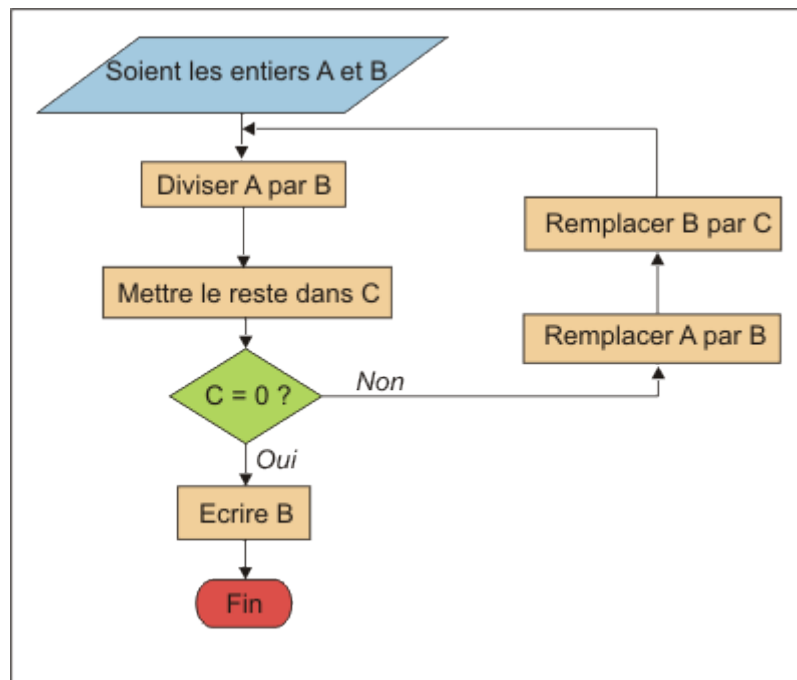 Soient les entiers A et B
Diviser A par B
Mettre le reste dans C
C = 0 ?
Non
Remplacer A par B
Remplacer B par C
Oui
Ecrire B
Fin